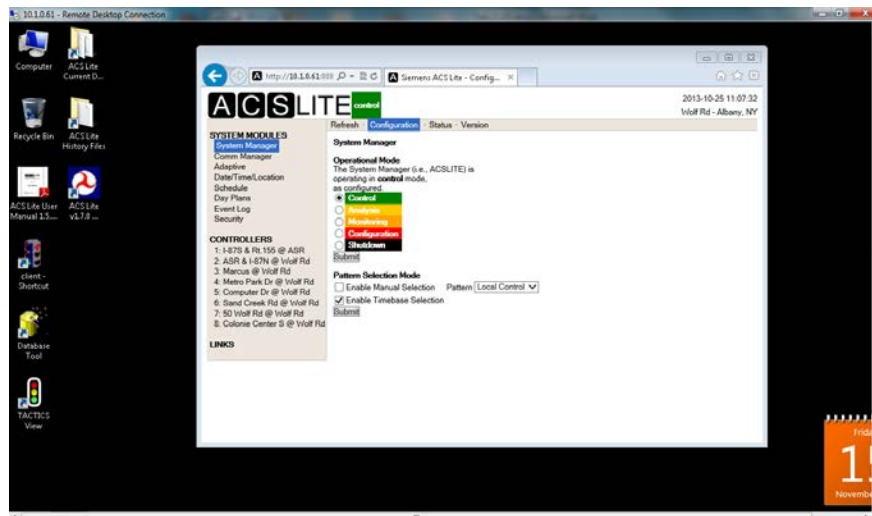 10.1.0.61 - Remote Desktop Connection
Computer
ACS Lite Current D...
Recycle Bin
ACS Lite History Files
ACS Lite User Manual 1.5....
ACS Lite v1.7.8 ...
client - Shortcut
Database Tool
TACTICS View
Siemens ACS Lite - Config...
ACSLITE control
2013-10-25 11:07:32
Wolf Rd - Albany, NY
Refresh · Configuration · Status · Version
SYSTEM MODULES
System Manager
Comm Manager
Adaptive
Date/Time/Location
Schedule
Day Plans
Event Log
Security
CONTROLLERS
1: I-87S & Rt.155 @ ASR
2: ASR & I-87N @ Wolf Rd
3: Marcus @ Wolf Rd
4: Metro Park Dr @ Wolf Rd
5: Computer Dr @ Wolf Rd
6: Sand Creek Rd @ Wolf Rd
7: 50 Wolf Rd @ Wolf Rd
8: Colonie Center S @ Wolf Rd
LINKS
System Manager
Operational Mode
The System Manager (i.e., ACSLITE) is
operating in control mode,
as configured.
Control
Analysis
Monitoring
Configuration
Shutdown
Submit
Pattern Selection Mode
Enable Manual Selection Pattern Local Control
Enable Timebase Selection
Submit
Frida
15
Novembe